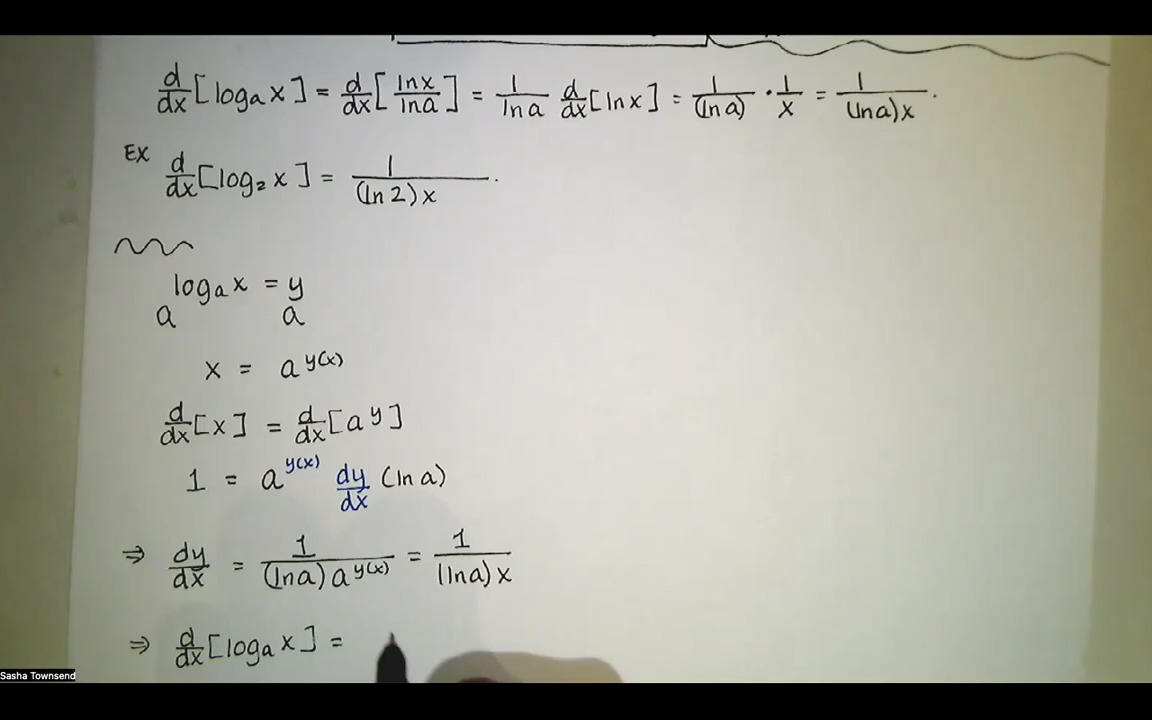 d/dx [log_a x] = d/dx [ln x / ln a] = 1/ln a d/dx [ln x] = 1/(ln a) · 1/x = 1/(ln a)x .
EX d/dx [log₂ x] = 1/(ln 2)x .
a^(log_a x) = a^y
x = a^y(x)
d/dx [x] = d/dx [a^y]
1 = a^y(x) dy/dx (ln a)
⇒ dy/dx = 1/(ln a) a^y(x) = 1/(ln a)x
⇒ d/dx [log_a x] =
Sasha Townsend